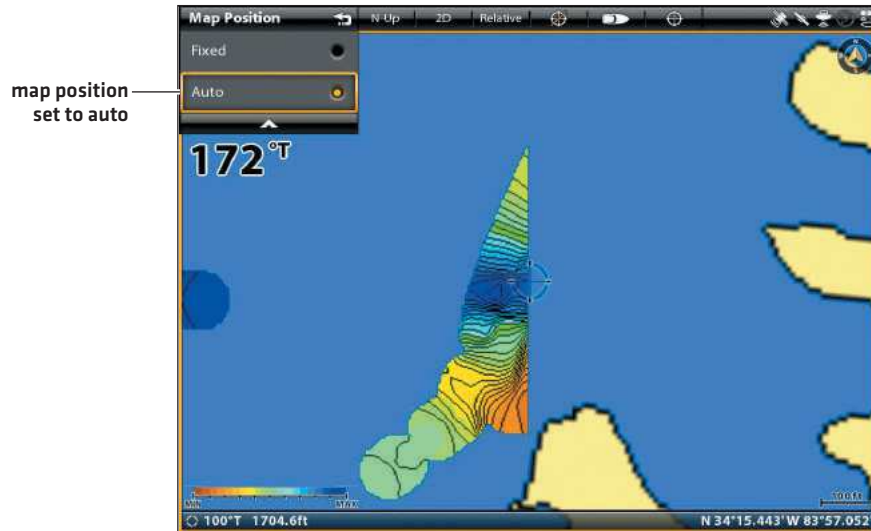 Map Position N-Up 2D Relative
Fixed
Auto
map position
set to auto
172°T
MIN MAX
100 ft
100°T 1704.6ft N 34°15.443' W 83°57.052